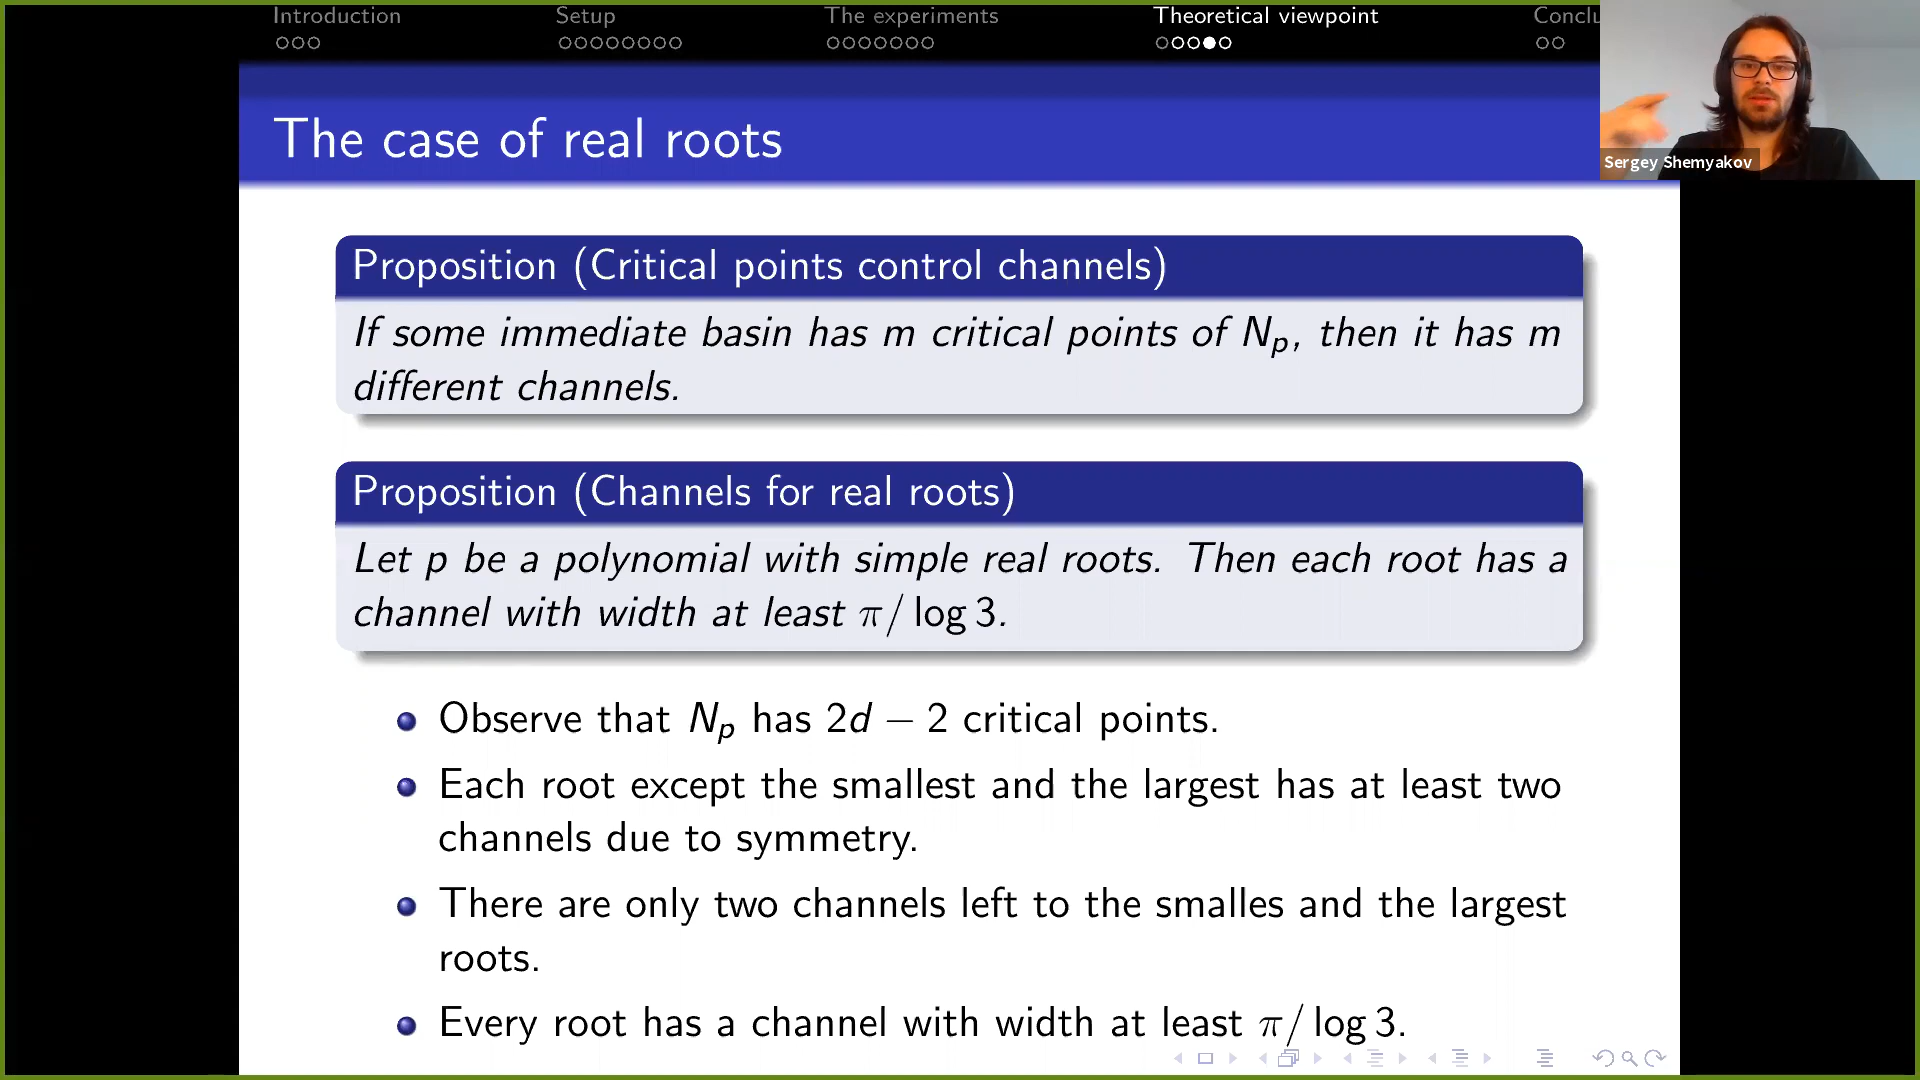 Introduction Setup The experiments Theoretical viewpoint Conclu
The case of real roots
Sergey Shemyakov
Proposition (Critical points control channels)
If some immediate basin has m critical points of Nₚ, then it has m
different channels.
Proposition (Channels for real roots)
Let p be a polynomial with simple real roots. Then each root has a
channel with width at least π/ log 3.
Observe that Nₚ has 2d − 2 critical points.
Each root except the smallest and the largest has at least two
channels due to symmetry.
There are only two channels left to the smalles and the largest
roots.
Every root has a channel with width at least π/ log 3.